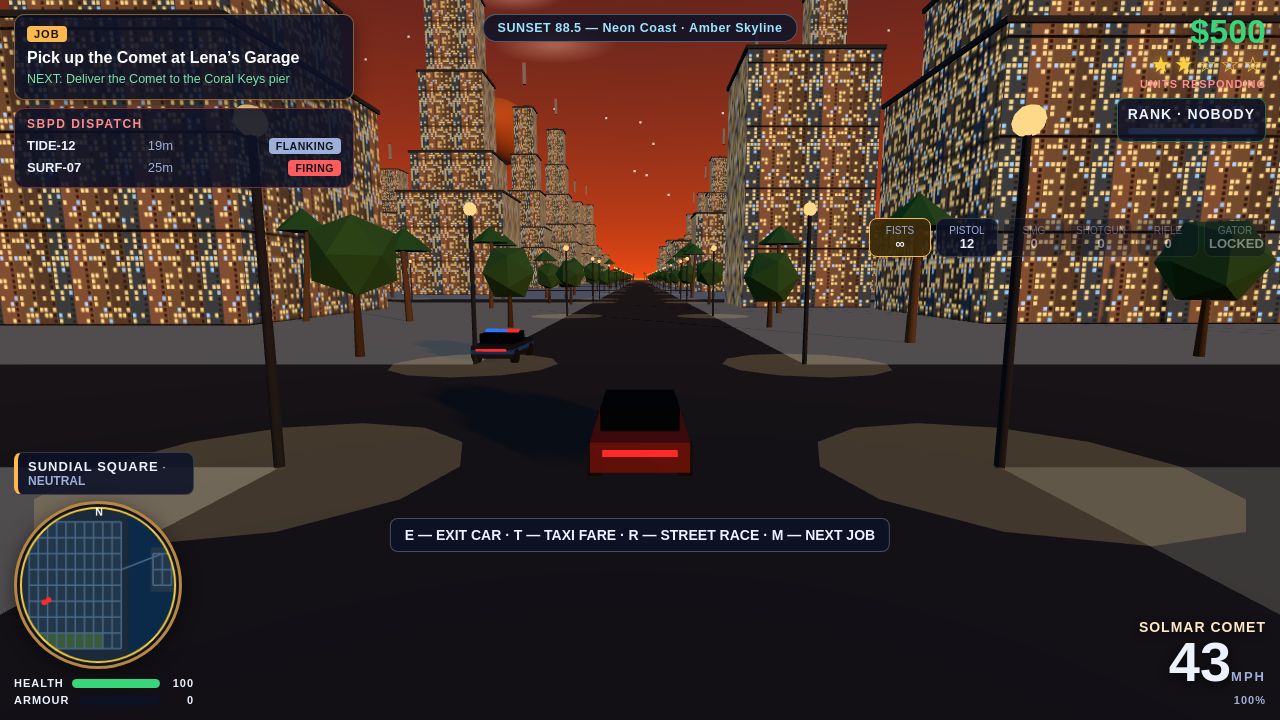 JOB
Pick up the Comet at Lena's Garage
NEXT: Deliver the Comet to the Coral Keys pier
SBPD DISPATCH
TIDE-12 19m FLANKING
SURF-07 25m FIRING
SUNSET 88.5 — Neon Coast · Amber Skyline
$500
★ ★ ☆ ☆ ☆
UNITS RESPONDING
RANK · NOBODY
FISTS PISTOL SMG SHOTGUN RIFLE GATOR
∞ 12 0 0 0 LOCKED
SUNDIAL SQUARE ·
NEUTRAL
N
E — EXIT CAR · T — TAXI FARE · R — STREET RACE · M — NEXT JOB
HEALTH 100
ARMOUR 0
SOLMAR COMET
43 MPH
100%